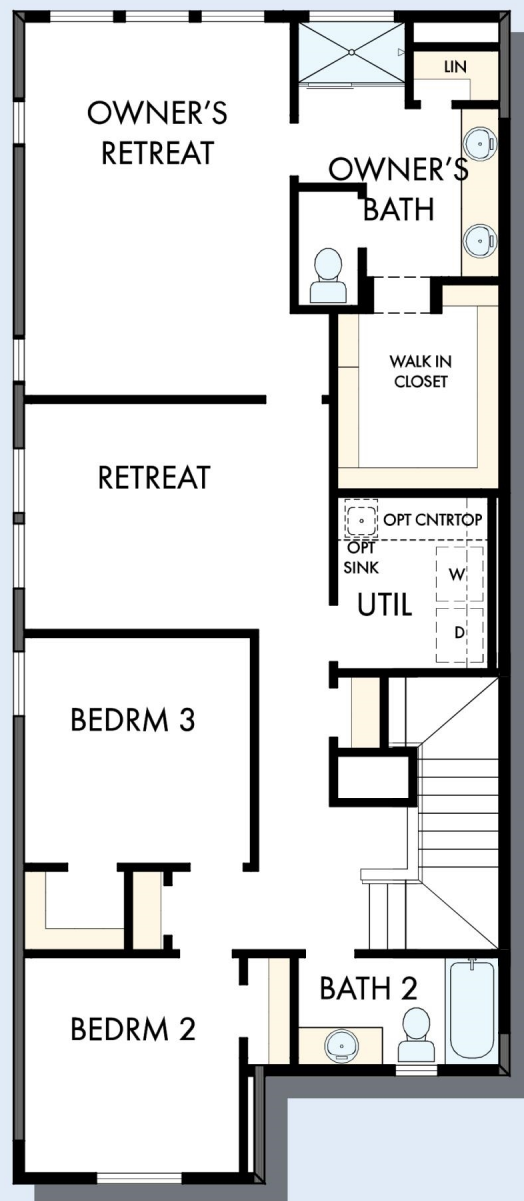 LIN
OWNER'S
RETREAT
OWNER'S
BATH
WALK IN
CLOSET
RETREAT
OPT CNTRTOP
OPT
SINK
W
UTIL
D
BEDRM 3
BATH 2
BEDRM 2